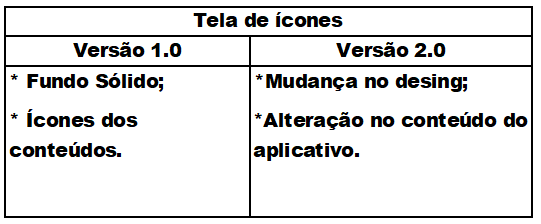 Tela de ícones
Versão 1.0
Versão 2.0
* Fundo Sólido;
* Ícones dos
conteúdos.
*Mudança no desing;
*Alteração no conteúdo do
aplicativo.